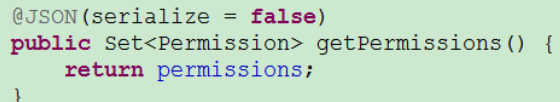 @JSON(serialize = false)
public Set<Permission> getPermissions() {
    return permissions;
}